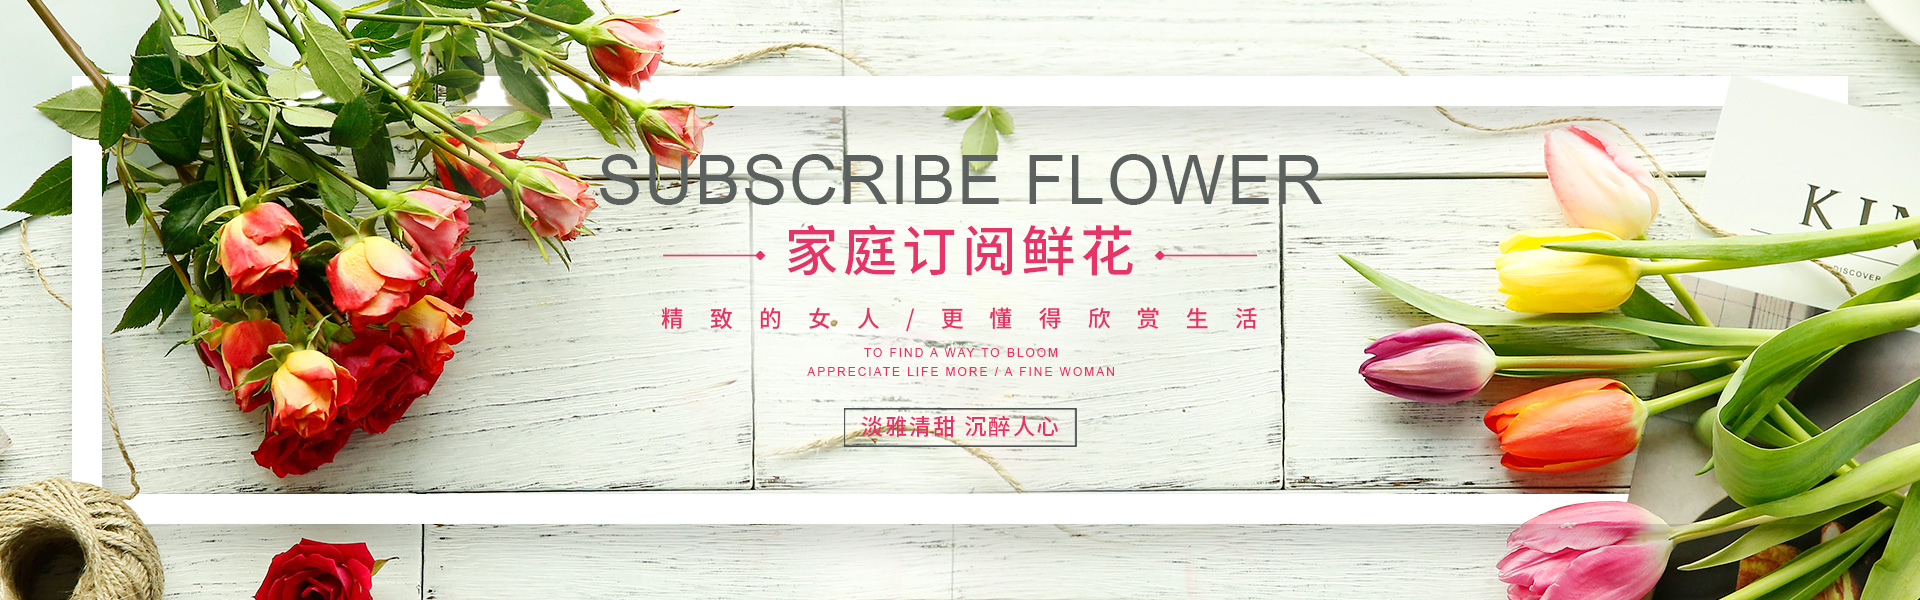 SUBSCRIBE FLOWER
家庭订阅鲜花
精致的女人/更懂得欣赏生活
TO FIND A WAY TO BLOOM
APPRECIATE LIFE MORE / A FINE WOMAN
淡雅清甜 沉醉人心
DISCOVER